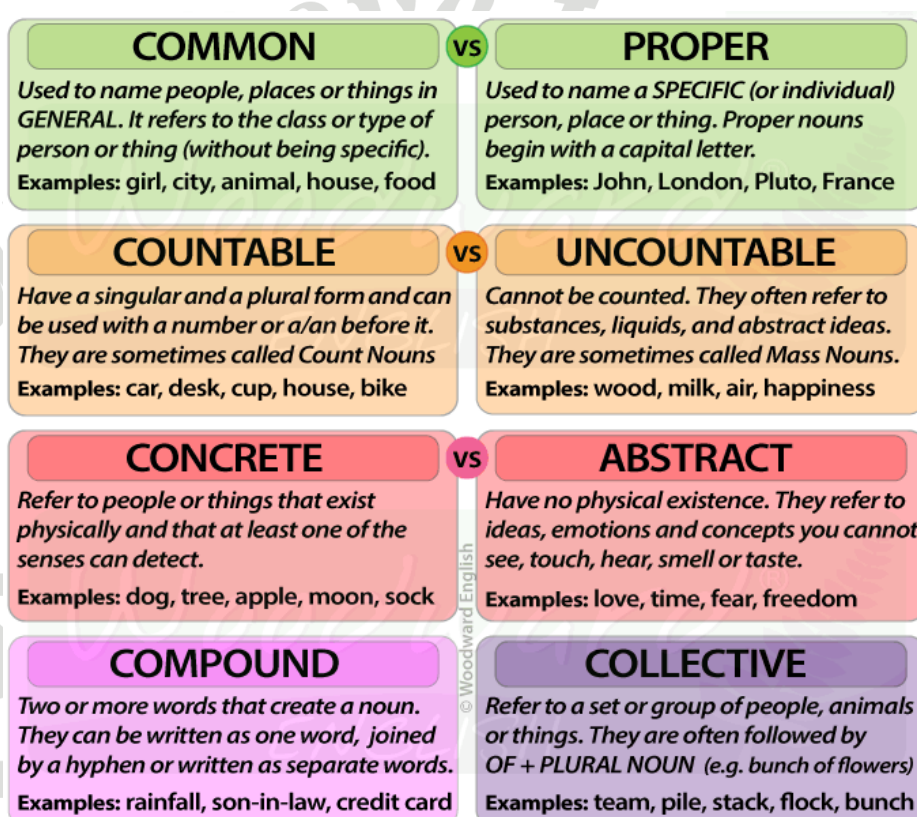 COMMON
Used to name people, places or things in
GENERAL. It refers to the class or type of
person or thing (without being specific).
Examples: girl, city, animal, house, food
vs
PROPER
Used to name a SPECIFIC (or individual)
person, place or thing. Proper nouns
begin with a capital letter.
Examples: John, London, Pluto, France
COUNTABLE
Have a singular and a plural form and can
be used with a number or a/an before it.
They are sometimes called Count Nouns
Examples: car, desk, cup, house, bike
vs
UNCOUNTABLE
Cannot be counted. They often refer to
substances, liquids, and abstract ideas.
They are sometimes called Mass Nouns.
Examples: wood, milk, air, happiness
CONCRETE
Refer to people or things that exist
physically and that at least one of the
senses can detect.
Examples: dog, tree, apple, moon, sock
vs
ABSTRACT
Have no physical existence. They refer to
ideas, emotions and concepts you cannot
see, touch, hear, smell or taste.
Examples: love, time, fear, freedom
© Woodward English
COMPOUND
Two or more words that create a noun.
They can be written as one word, joined
by a hyphen or written as separate words.
Examples: rainfall, son-in-law, credit card
COLLECTIVE
Refer to a set or group of people, animals
or things. They are often followed by
OF + PLURAL NOUN (e.g. bunch of flowers)
Examples: team, pile, stack, flock, bunch
Woodward®
ENGLISH
Woodward®
ENGLISH